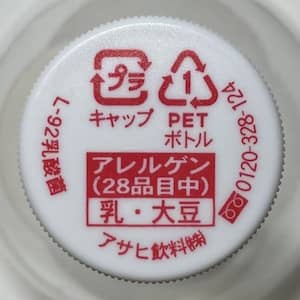 プラ
1
キャップ
PET
ボトル
L-92乳酸菌
0120-328-124
アレルゲン
(28品目中)
乳・大豆
アサヒ飲料㈱